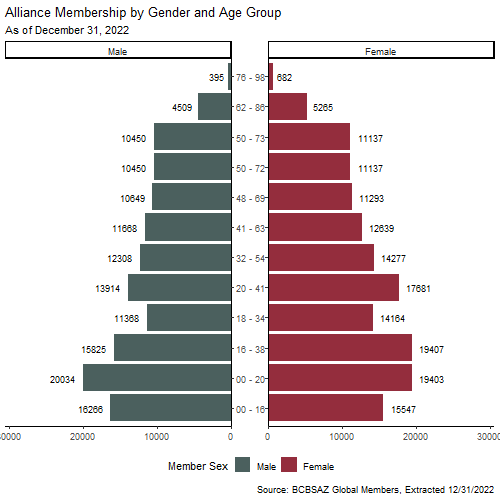 Alliance Membership by Gender and Age Group
As of December 31, 2022
Male Female
395 76 - 98 682
4509 62 - 86 5265
10450 50 - 73 11137
10450 50 - 72 11137
10649 48 - 69 11293
11668 41 - 63 12639
12308 32 - 54 14277
13914 20 - 41 17681
11368 18 - 34 14164
15825 16 - 38 19407
20034 00 - 20 19403
16266 00 - 16 15547
30000 20000 10000 0 0 10000 20000 30000
Member Sex Male Female
Source: BCBSAZ Global Members, Extracted 12/31/2022